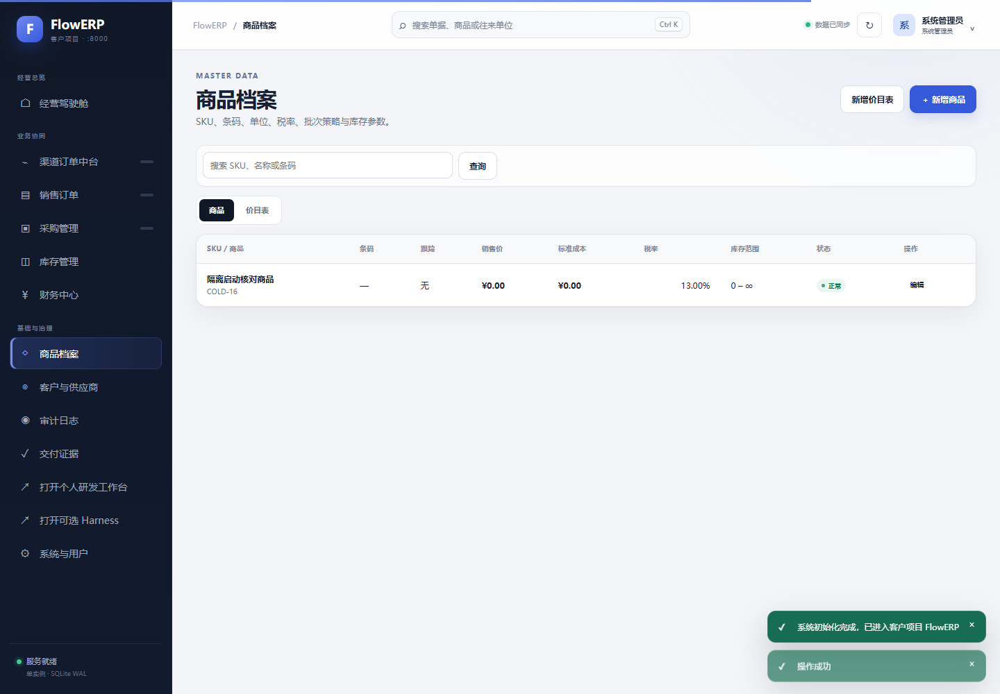 F
FlowERP
客户项目 · :8000
经营总览
经营驾驶舱
业务协同
渠道订单中台
销售订单
采购管理
库存管理
¥ 财务中心
基础与治理
商品档案
客户与供应商
审计日志
交付证据
打开个人研发工作台
打开可选 Harness
系统与用户
服务就绪
单实例 · SQLite WAL
FlowERP / 商品档案
搜索单据、商品或往来单位
Ctrl K
数据已同步
系
系统管理员
系统管理员
MASTER DATA
商品档案
SKU、条码、单位、税率、批次策略与库存参数。
新增价目表
+ 新增商品
搜索 SKU、名称或条码
查询
商品
价目表
SKU / 商品 条码 跟踪 销售价 标准成本 税率 库存范围 状态 操作
隔离启动核对商品
COLD-16
— 无 ¥0.00 ¥0.00 13.00% 0 – ∞ 正常 编辑
✓ 系统初始化完成，已进入客户项目 FlowERP ×
✓ 操作成功 ×